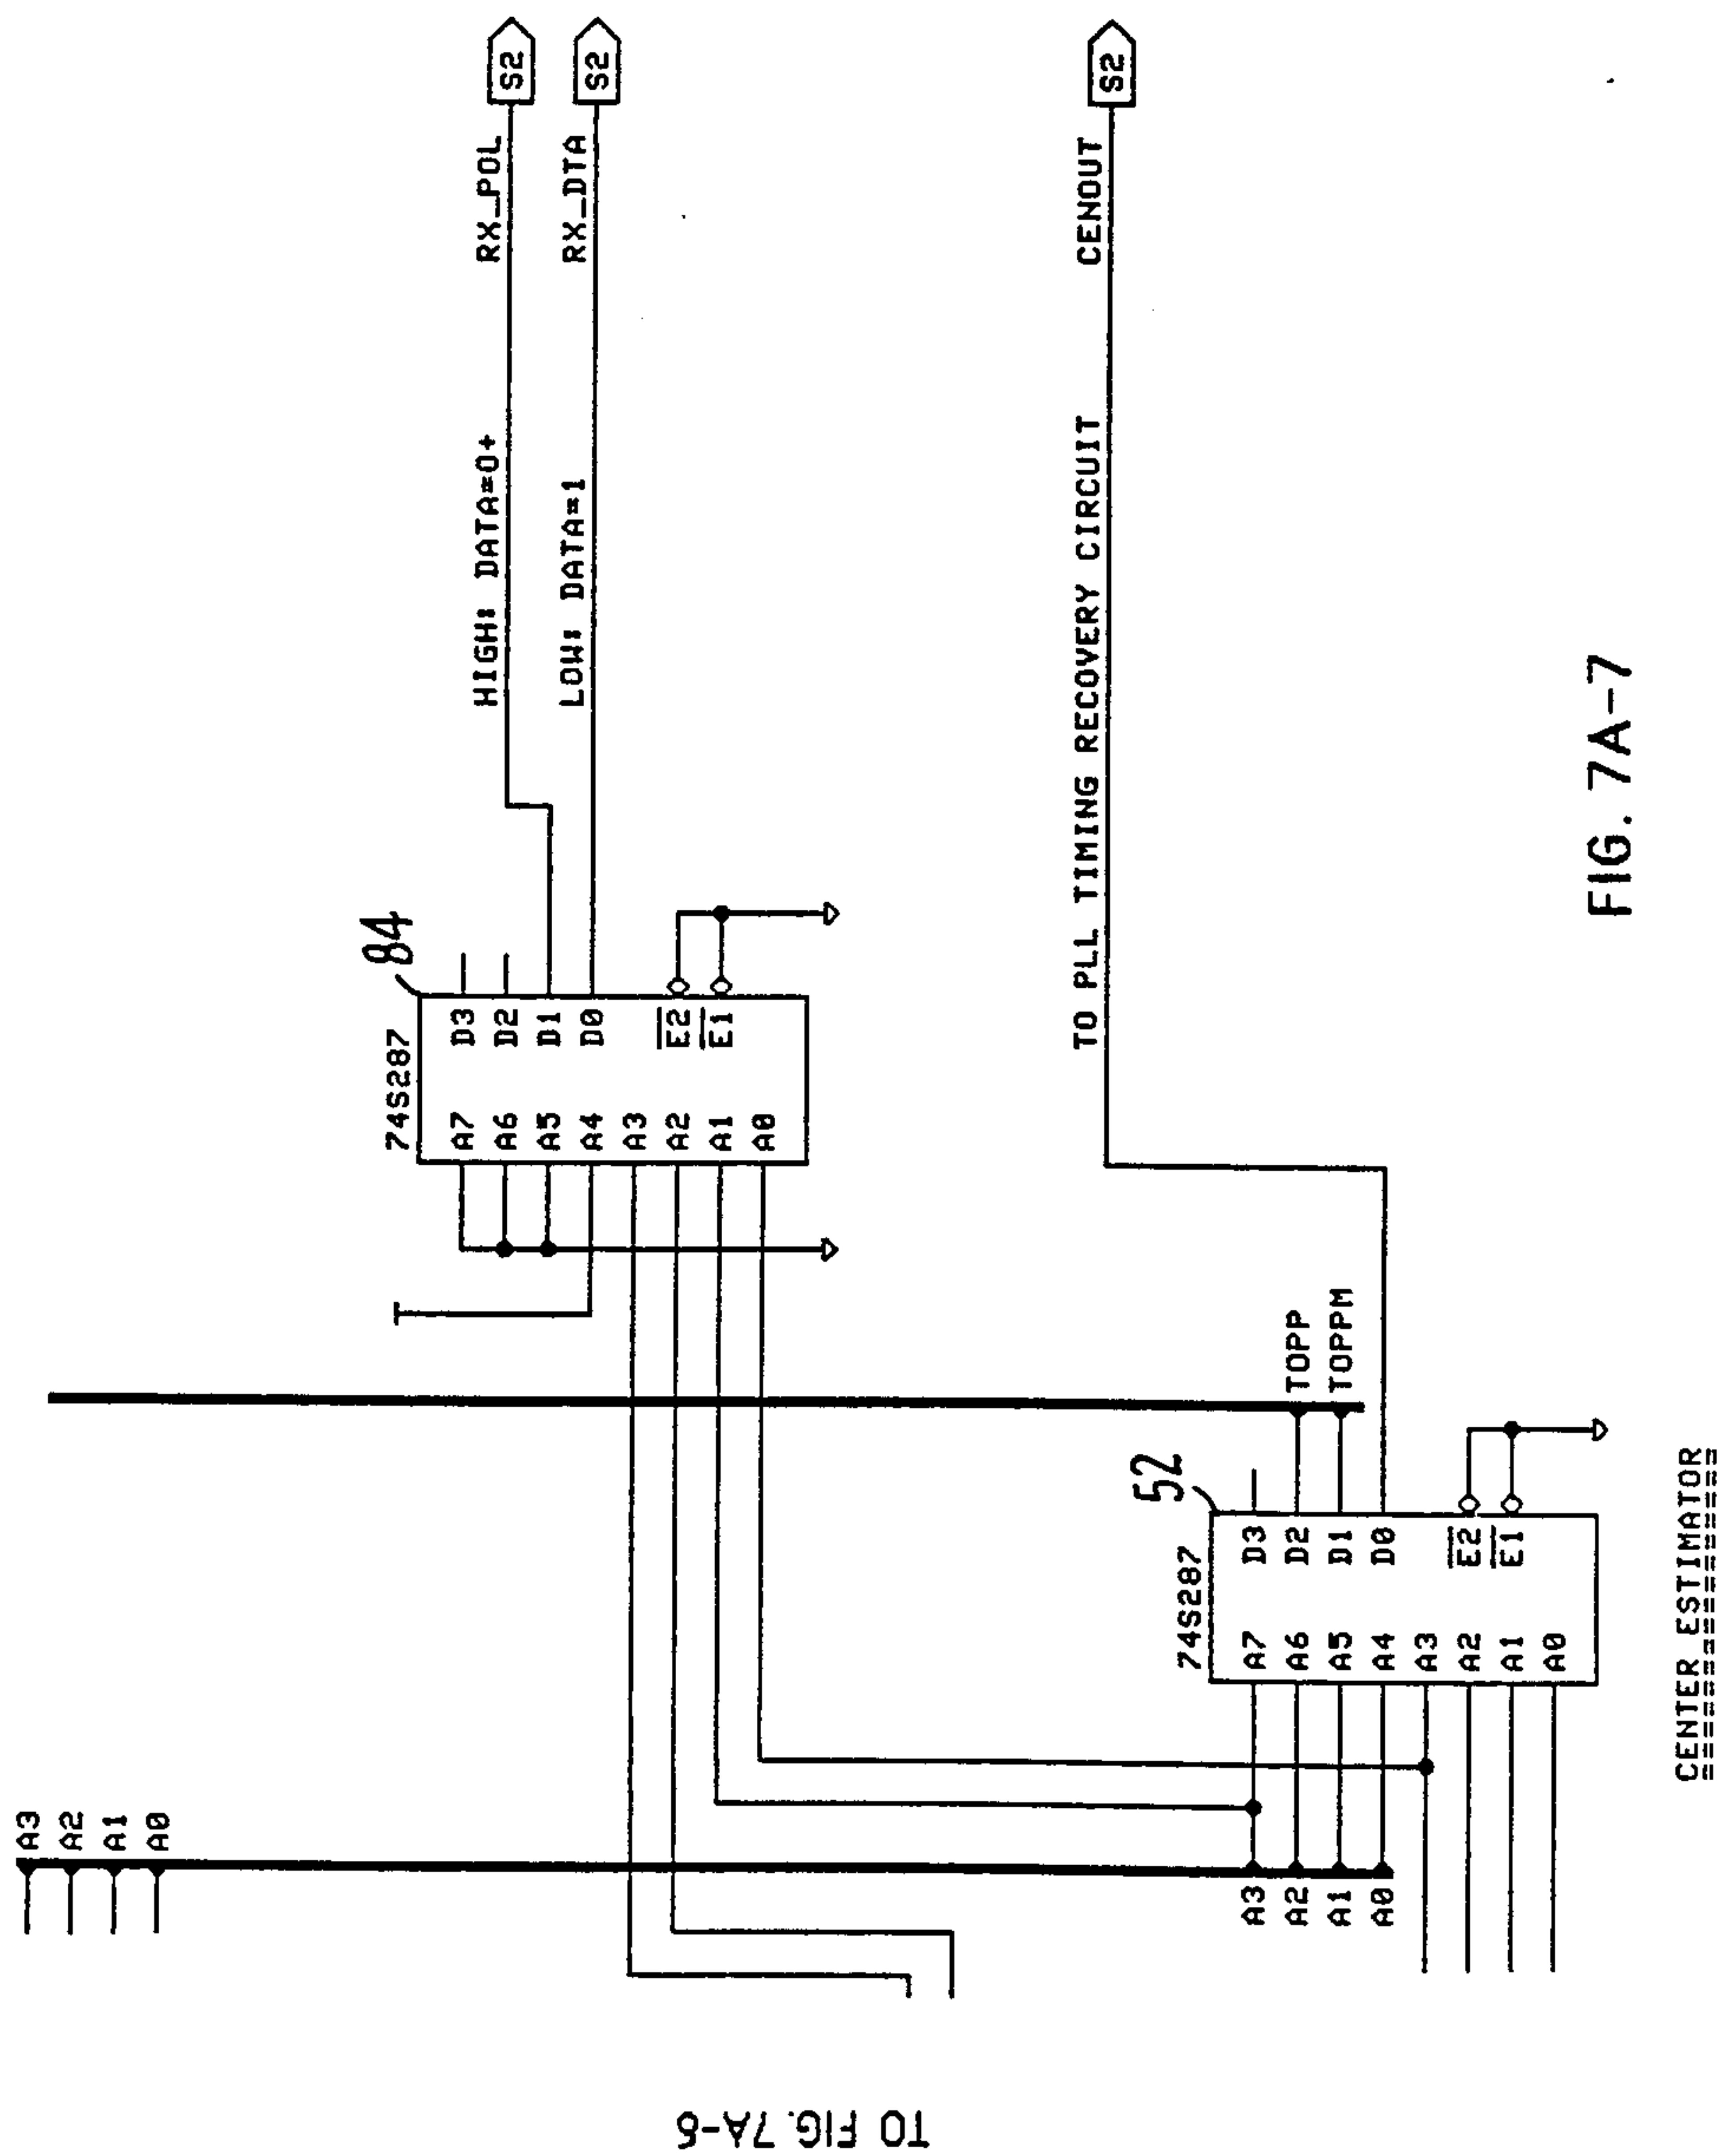 TO FIG. 7A-6
A3
A2
A1
A0
84
74S287
A7 D3
A6 D2
A5 D1
A4 D0
A3
A2 E2
A1 E1
A0
HIGH: DATA=0+ RX_POL S2
LOW: DATA=1 RX_DTA S2
TO PLL TIMING RECOVERY CIRCUIT CENOUT S2
52
74S287
A3 A7 D3
A2 A6 D2 TOPP
A1 A5 D1 TOPPM
A0 A4 D0
A3
A2 E2
A1 E1
A0
CENTER ESTIMATOR
FIG. 7A-7